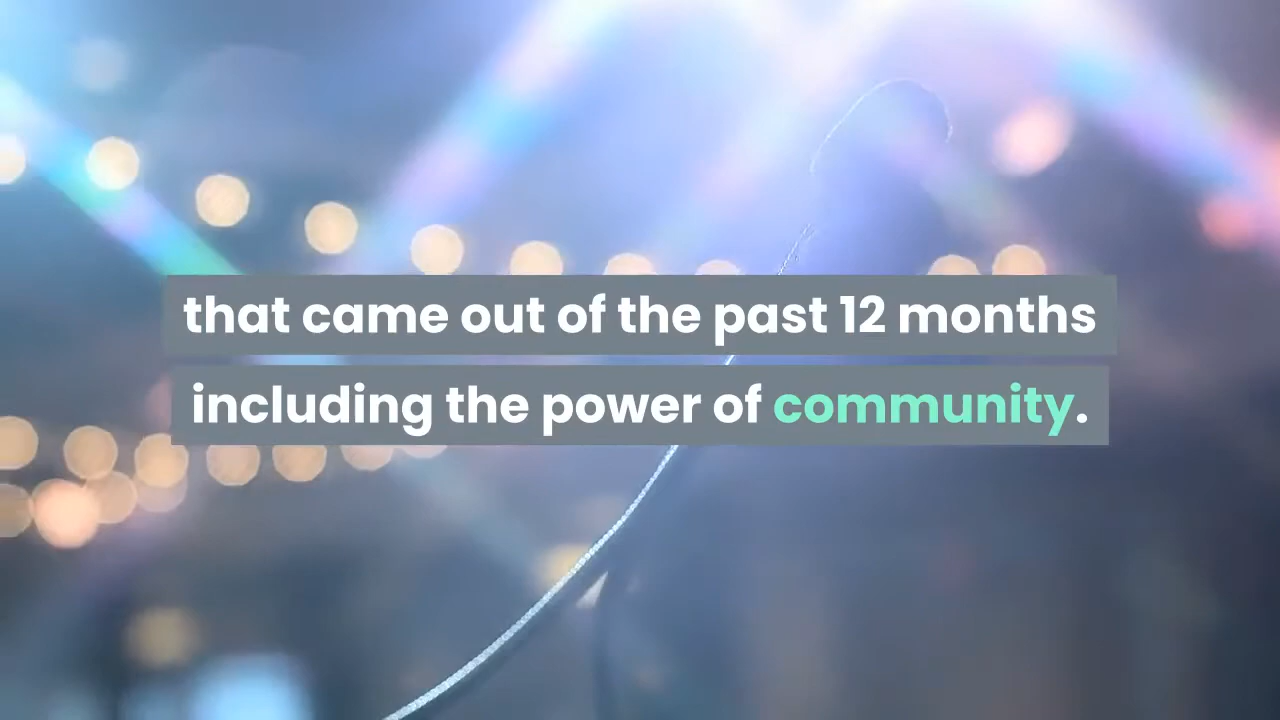 that came out of the past 12 months
including the power of community.